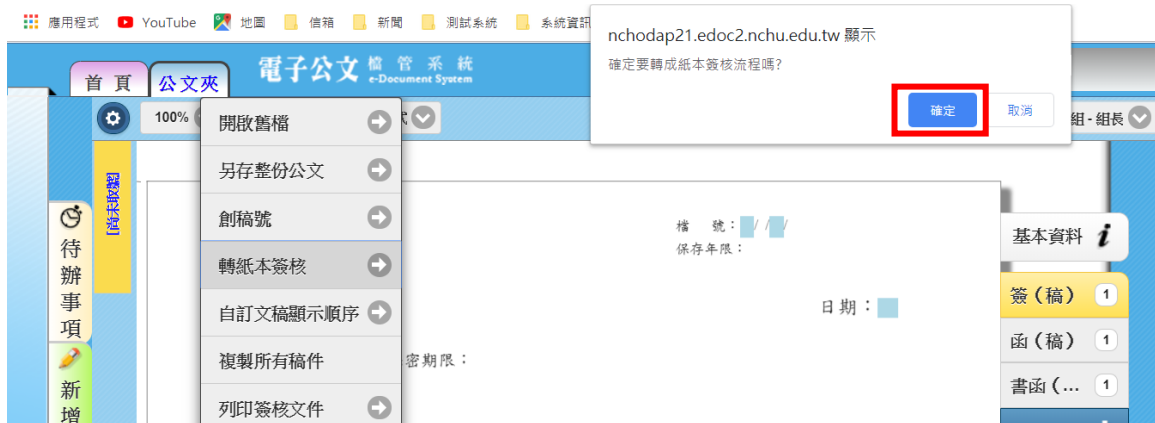 應用程式 YouTube 地圖 信箱 新聞 測試系統 系統資訊
nchodap21.edoc2.nchu.edu.tw 顯示
確定要轉成紙本簽核流程嗎?
確定 取消
首頁 公文夾 電子公文 檔管系統
e-Document System
100% 式 組-組長
[尚未取號]
開啟舊檔
另存整份公文
創稿號
轉紙本簽核
自訂文稿顯示順序
複製所有稿件
列印簽核文件
待辦事項
新增
檔 號: / /
保存年限:
日期:
密期限:
基本資料
簽(稿) 1
函(稿) 1
書函(... 1